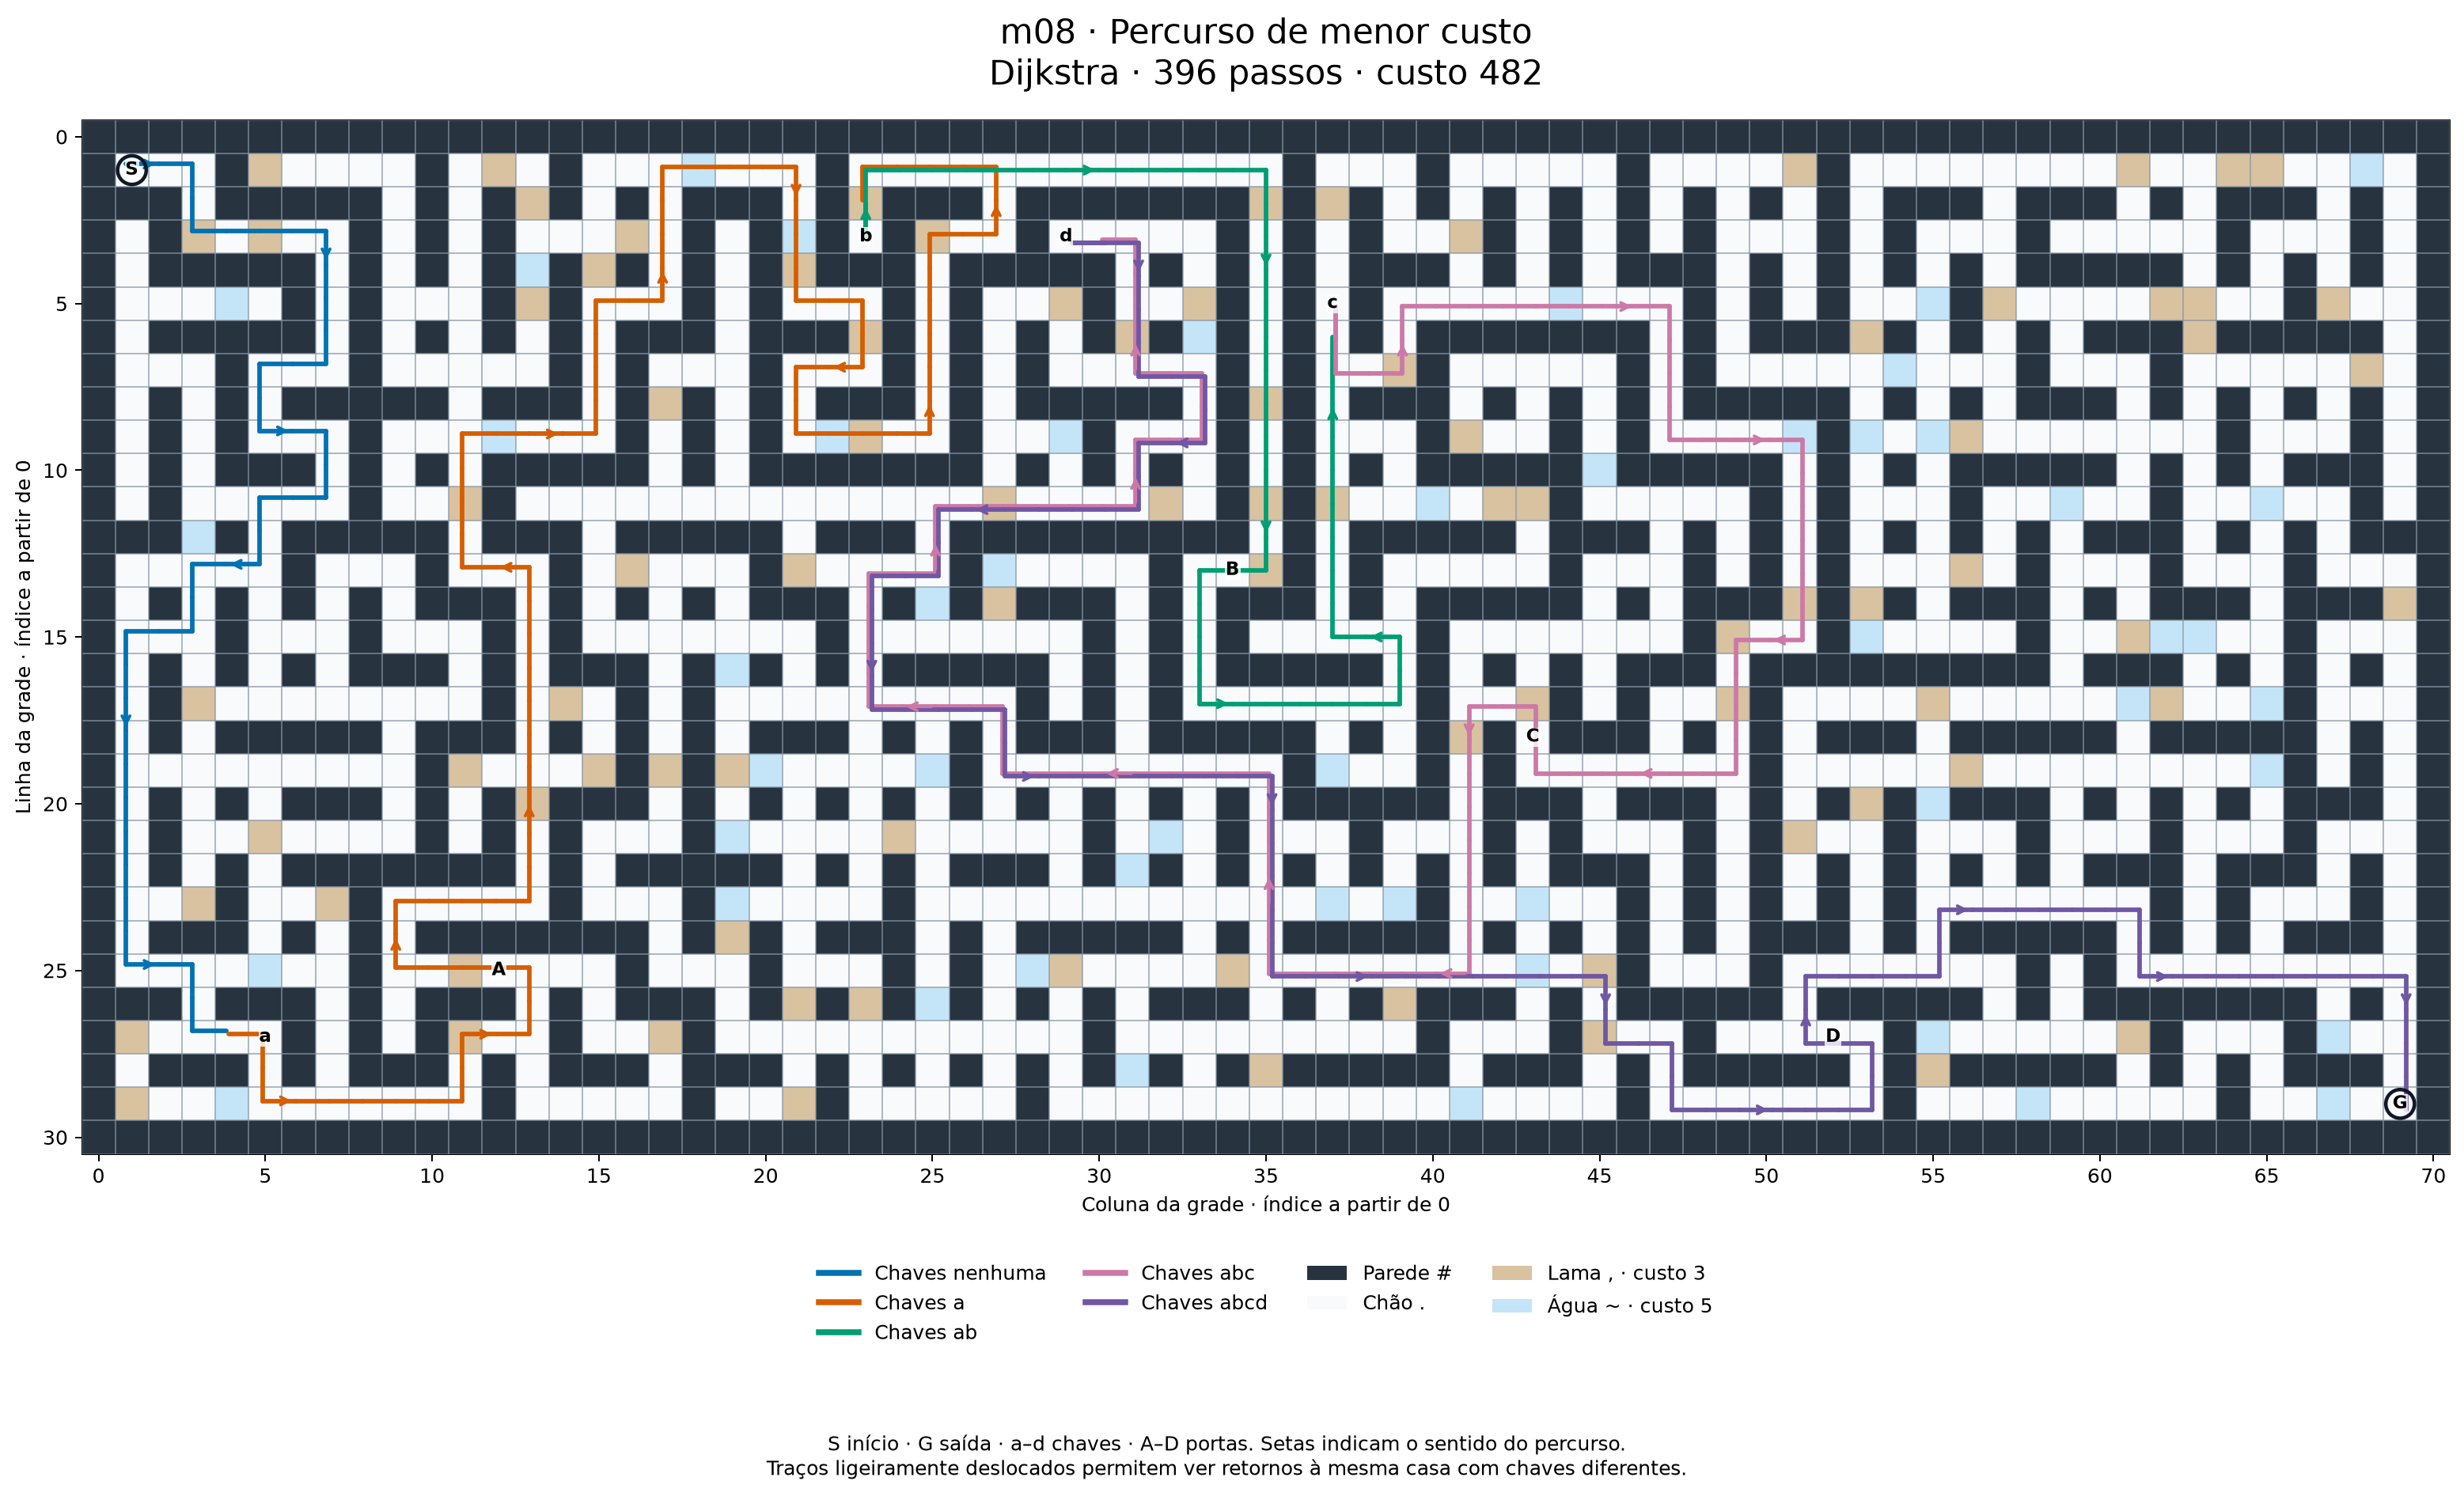 m08 · Percurso de menor custo
Dijkstra · 396 passos · custo 482
Linha da grade · índice a partir de 0
0
5
10
15
20
25
30
S
b
d
c
B
C
A
a
D
G
0 5 10 15 20 25 30 35 40 45 50 55 60 65 70
Coluna da grade · índice a partir de 0
Chaves nenhuma
Chaves a
Chaves ab
Chaves abc
Chaves abcd
Parede #
Chão .
Lama , · custo 3
Água ~ · custo 5
S início · G saída · a–d chaves · A–D portas. Setas indicam o sentido do percurso.
Traços ligeiramente deslocados permitem ver retornos à mesma casa com chaves diferentes.